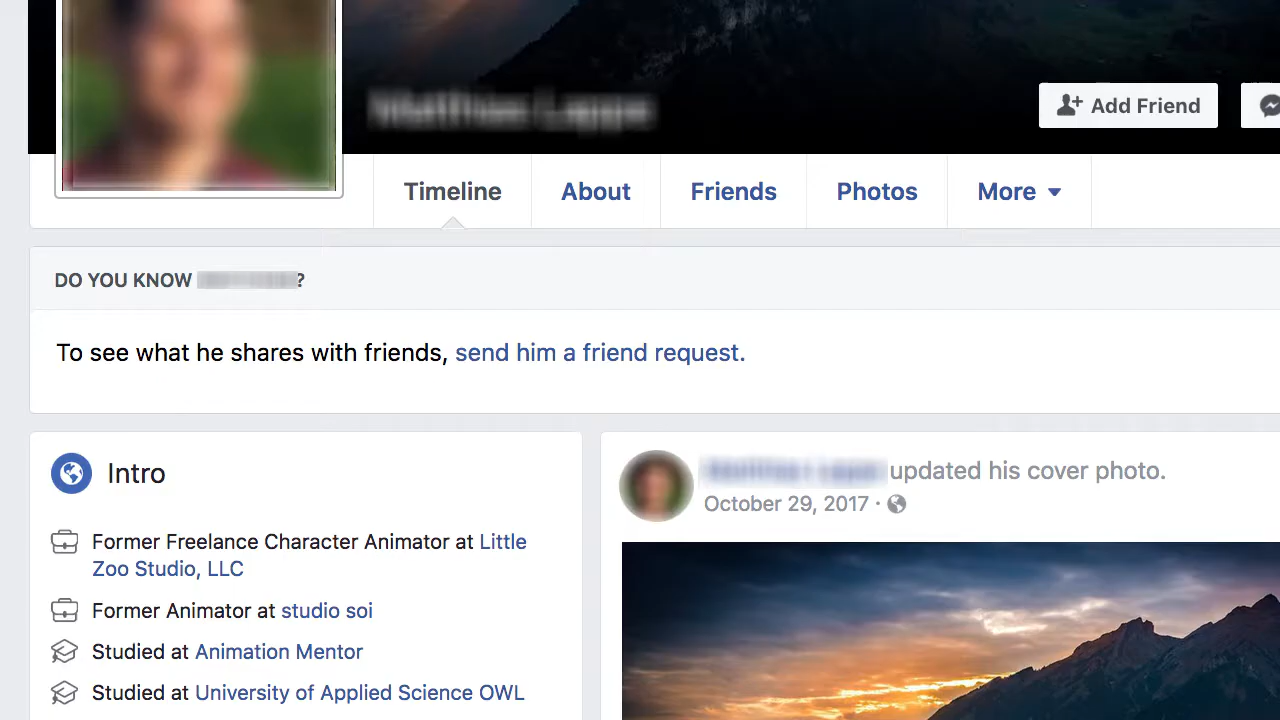 Add Friend
Timeline
About
Friends
Photos
More
DO YOU KNOW ?
To see what he shares with friends, send him a friend request.
Intro
updated his cover photo.
October 29, 2017 ·
Former Freelance Character Animator at Little
Zoo Studio, LLC
Former Animator at studio soi
Studied at Animation Mentor
Studied at University of Applied Science OWL